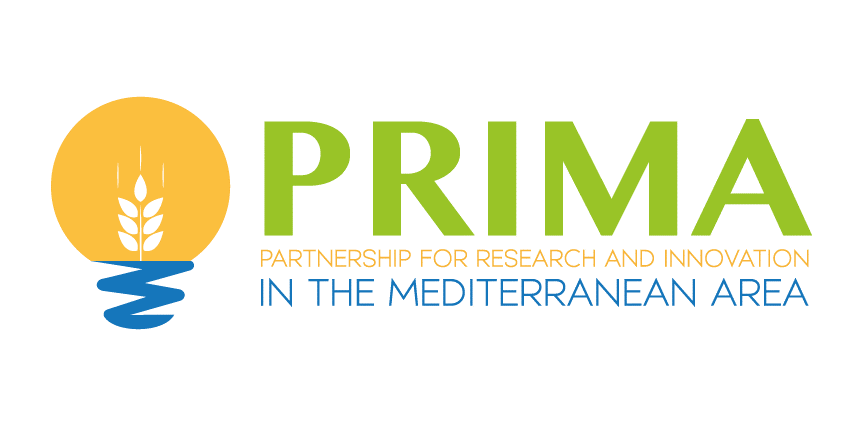 PRIMA
PARTNERSHIP FOR RESEARCH AND INNOVATION
IN THE MEDITERRANEAN AREA